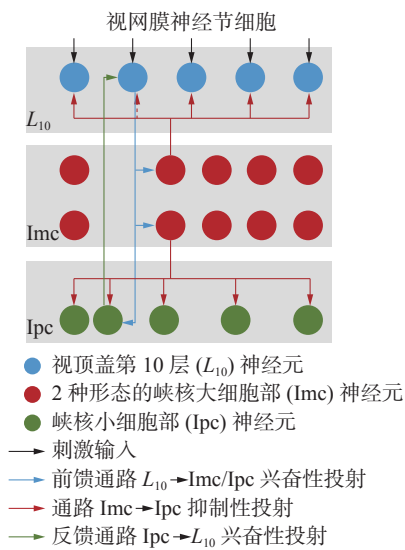 视网膜神经节细胞
L₁₀
Imc
Ipc
视顶盖第 10 层 (L₁₀) 神经元
2 种形态的峡核大细胞部 (Imc) 神经元
峡核小细胞部 (Ipc) 神经元
刺激输入
前馈通路 L₁₀→Imc/Ipc 兴奋性投射
通路 Imc→Ipc 抑制性投射
反馈通路 Ipc→L₁₀ 兴奋性投射